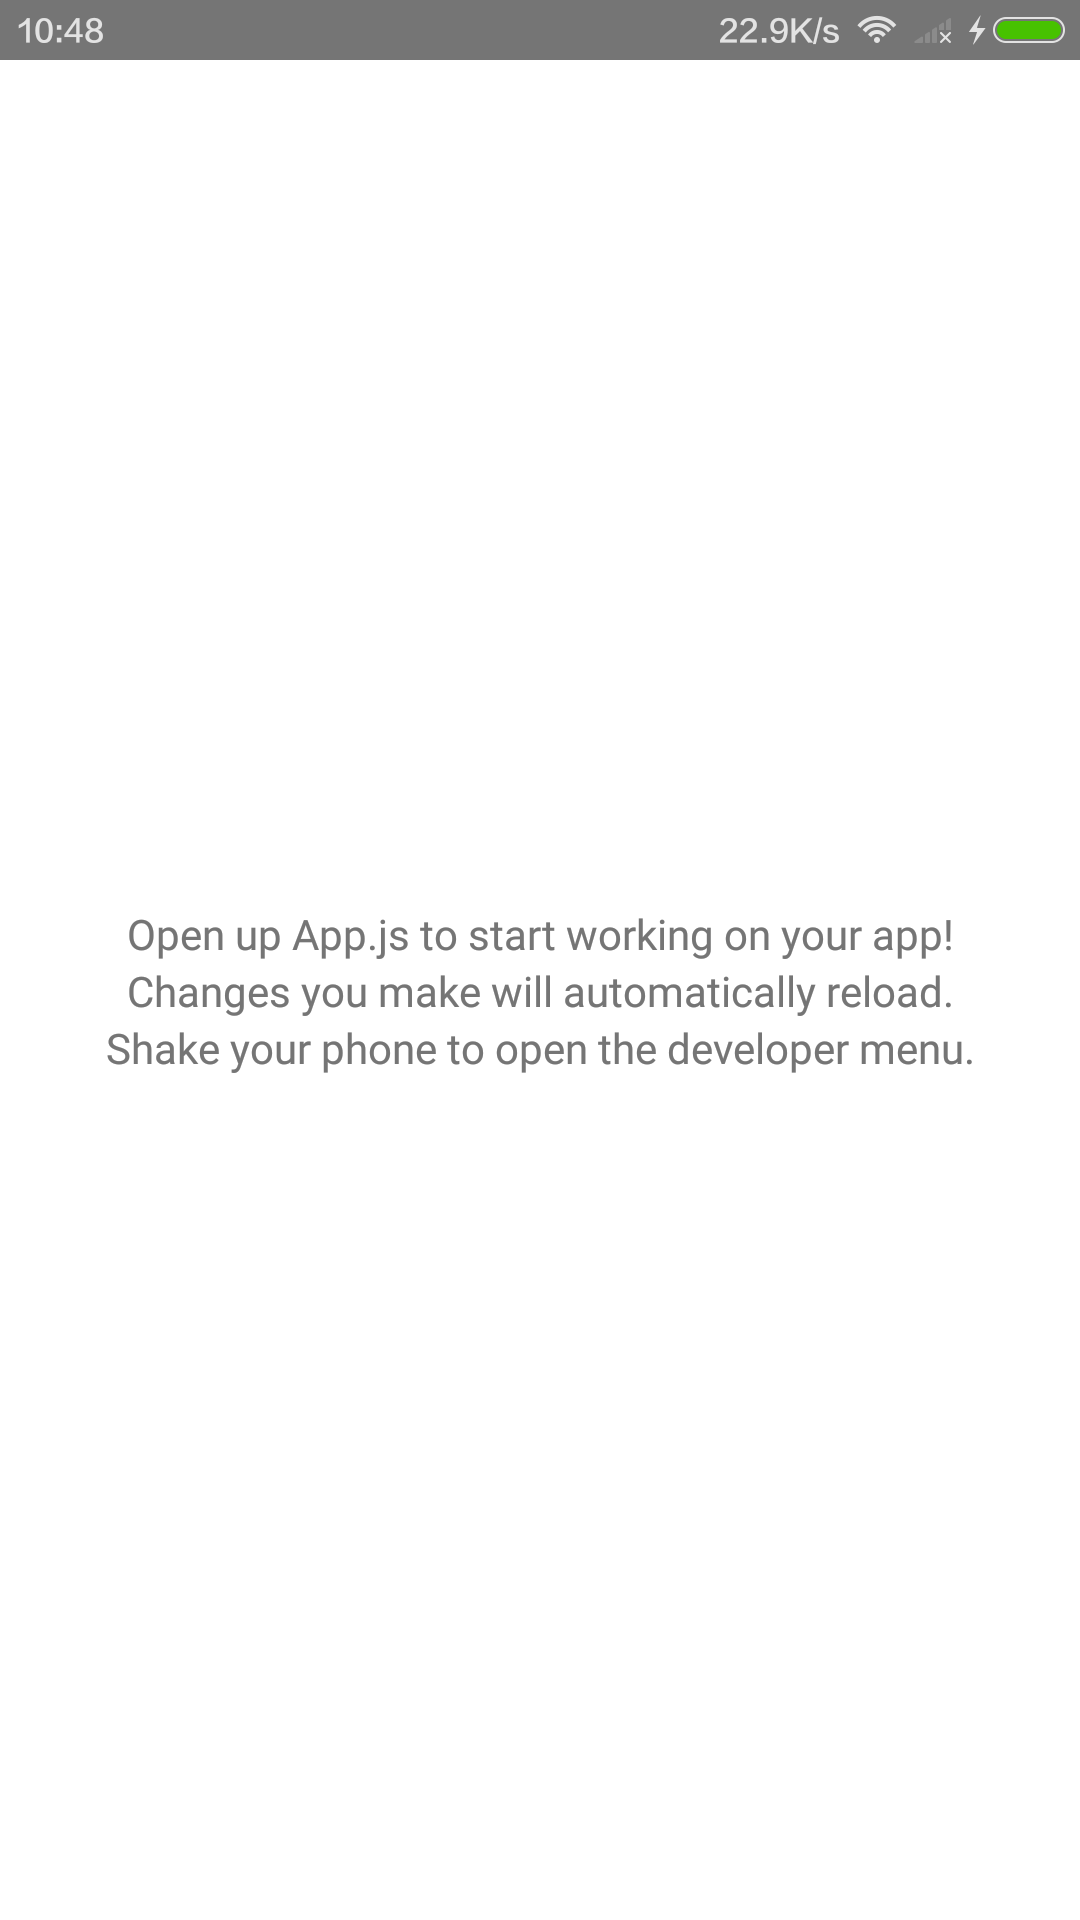 10:48 22.9K/s
Open up App.js to start working on your app!
Changes you make will automatically reload.
Shake your phone to open the developer menu.